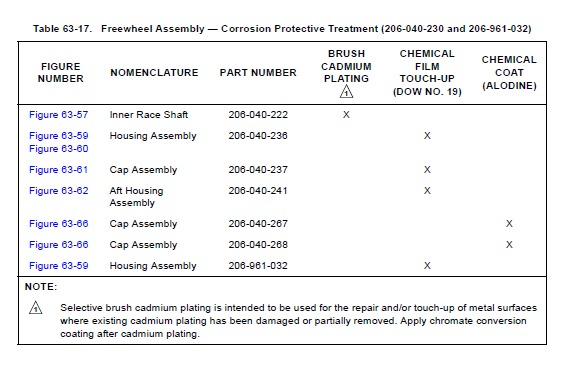 Table 63-17. Freewheel Assembly — Corrosion Protective Treatment (206-040-230 and 206-961-032)
FIGURE NUMBER NOMENCLATURE PART NUMBER BRUSH CADMIUM PLATING 1 CHEMICAL FILM TOUCH-UP (DOW NO. 19) CHEMICAL COAT (ALODINE)
Figure 63-57 Inner Race Shaft 206-040-222 X
Figure 63-59 Housing Assembly 206-040-236 X
Figure 63-60
Figure 63-61 Cap Assembly 206-040-237 X
Figure 63-62 Aft Housing 206-040-241 X
Assembly
Figure 63-66 Cap Assembly 206-040-267 X
Figure 63-66 Cap Assembly 206-040-268 X
Figure 63-59 Housing Assembly 206-961-032 X
NOTE:
1 Selective brush cadmium plating is intended to be used for the repair and/or touch-up of metal surfaces
where existing cadmium plating has been damaged or partially removed. Apply chromate conversion
coating after cadmium plating.